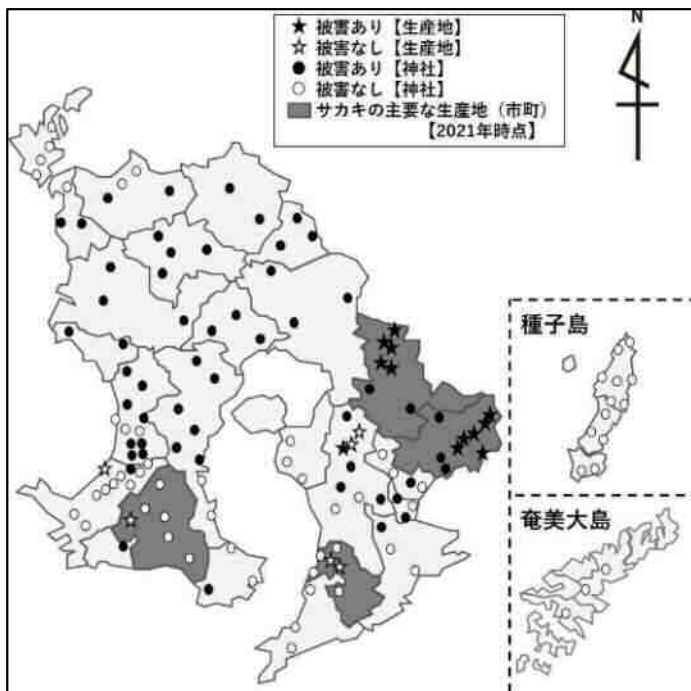 ★ 被害あり【生産地】
☆ 被害なし【生産地】
● 被害あり【神社】
○ 被害なし【神社】
サカキの主要な生産地（市町）
【2021年時点】
N
種子島
奄美大島